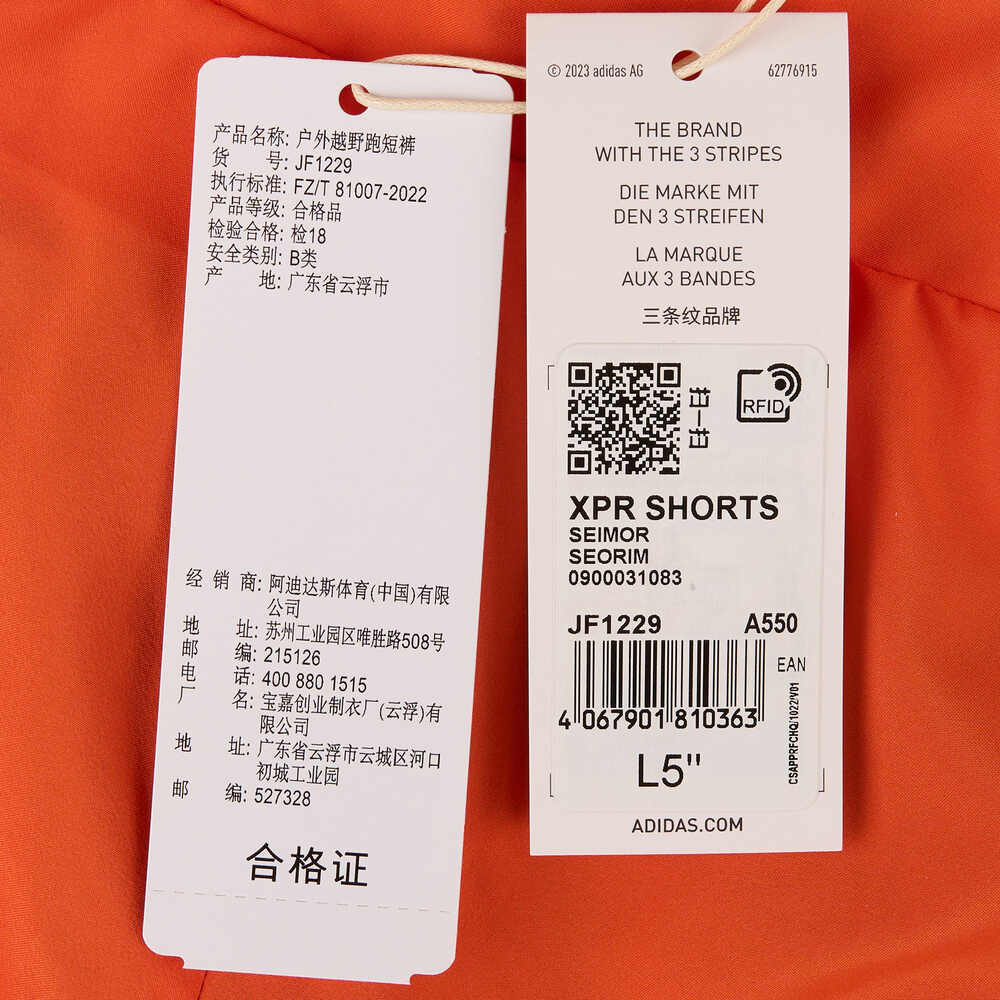 产品名称: 户外越野跑短裤
货 号: JF1229
执行标准: FZ/T 81007-2022
产品等级: 合格品
检验合格: 检18
安全类别: B类
产 地: 广东省云浮市
经 销 商: 阿迪达斯体育(中国)有限
公司
地 址: 苏州工业园区唯胜路508号
邮 编: 215126
电 话: 400 880 1515
厂 名: 宝嘉创业制衣厂(云浮)有
限公司
地 址: 广东省云浮市云城区河口
初城工业园
邮 编: 527328
合格证
© 2023 adidas AG 62776915
THE BRAND
WITH THE 3 STRIPES
DIE MARKE MIT
DEN 3 STREIFEN
LA MARQUE
AUX 3 BANDES
三条纹品牌
RFID
XPR SHORTS
SEIMOR
SEORIM
0900031083
JF1229 A550
EAN
4 067901 810363
CSAPPRFCHQ/1022/V01
L5"
ADIDAS.COM